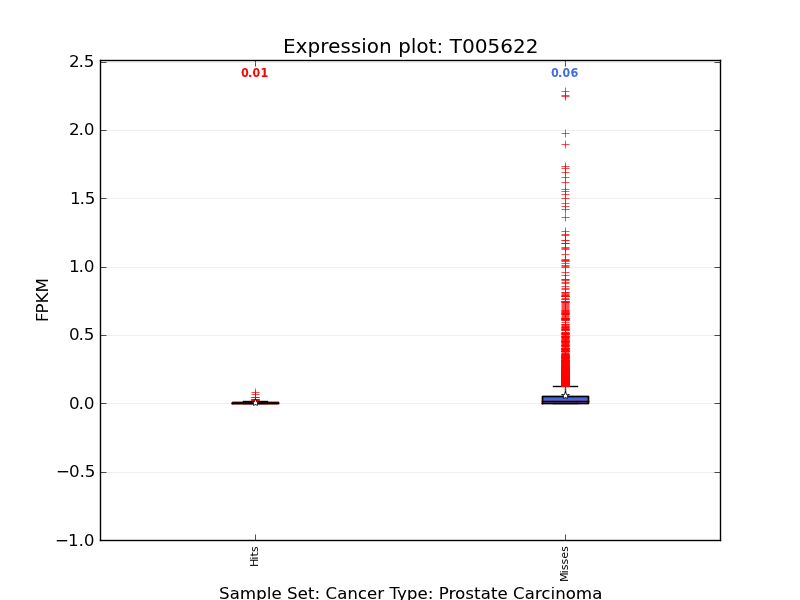 Expression plot: T005622
0.01
0.06
2.5
2.0
1.5
1.0
0.5
0.0
−0.5
−1.0
FPKM
Hits
Misses
Sample Set: Cancer Type: Prostate Carcinoma